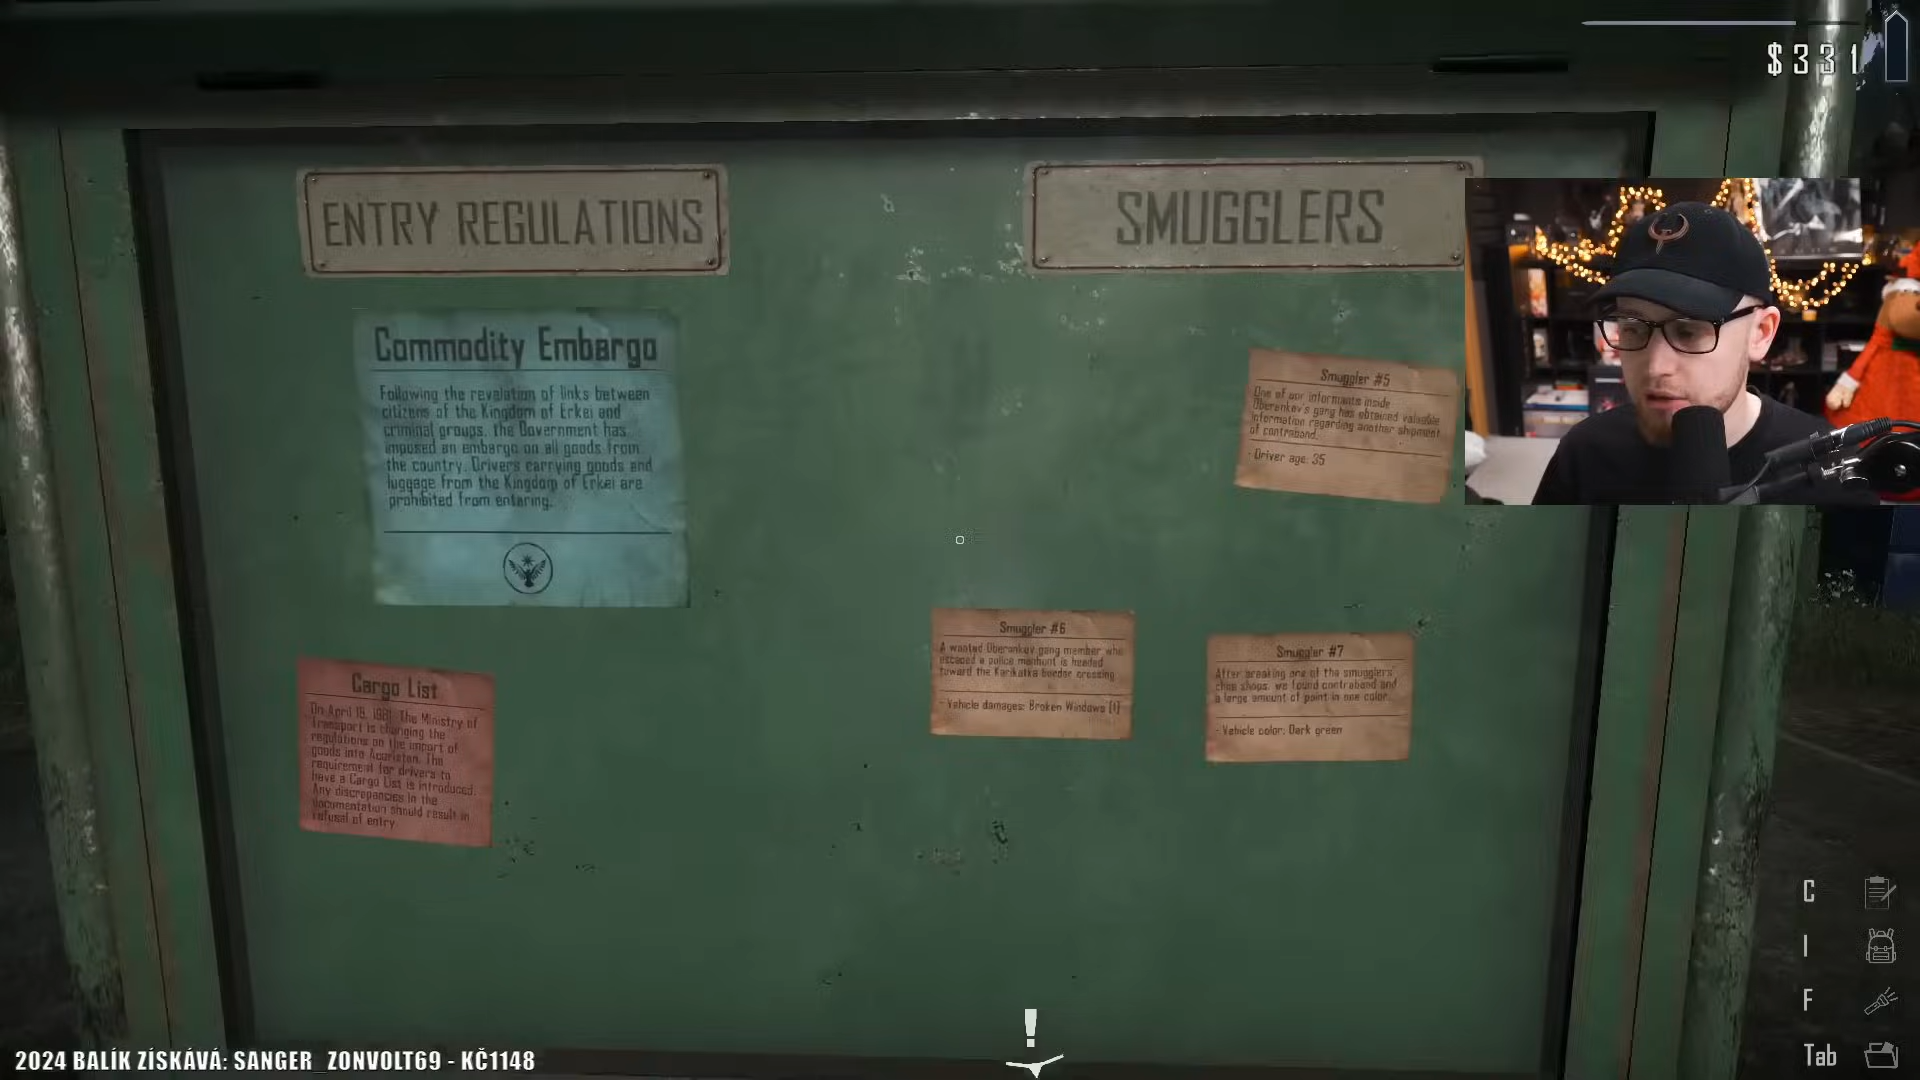 $331
ENTRY REGULATIONS
SMUGGLERS
Commodity Embargo
Following the revelation of links between
citizens of the Kingdom of Erkei and
criminal groups, the Government has
imposed an embargo on all goods from
the country. Drivers carrying goods and
luggage from the Kingdom of Erkei are
prohibited from entering.
Smuggler #5
One of our informants inside
Oberankov's gang has obtained valuable
information regarding another shipment
of contraband.
- Driver age: 35
Smuggler #6
A wanted Oberankov gang member who
escaped a police manhunt is headed
toward the Karikatka border crossing
- Vehicle damages: Broken Windows (1)
Smuggler #7
After breaking one of the smugglers'
chop shops, we found contraband and
a large amount of paint in one color.
- Vehicle color: Dark green
Cargo List
On April 18, 1981, The Ministry of
Transport is changing the
regulations on the import of
goods into Acaristan. The
requirement for drivers to
have a Cargo List is introduced.
Any discrepancies in the
documentation should result in
refusal of entry
C
I
F
Tab
!
2024 BALÍK ZÍSKÁVÁ: SANGER_ZONVOLT69 - KČ1148